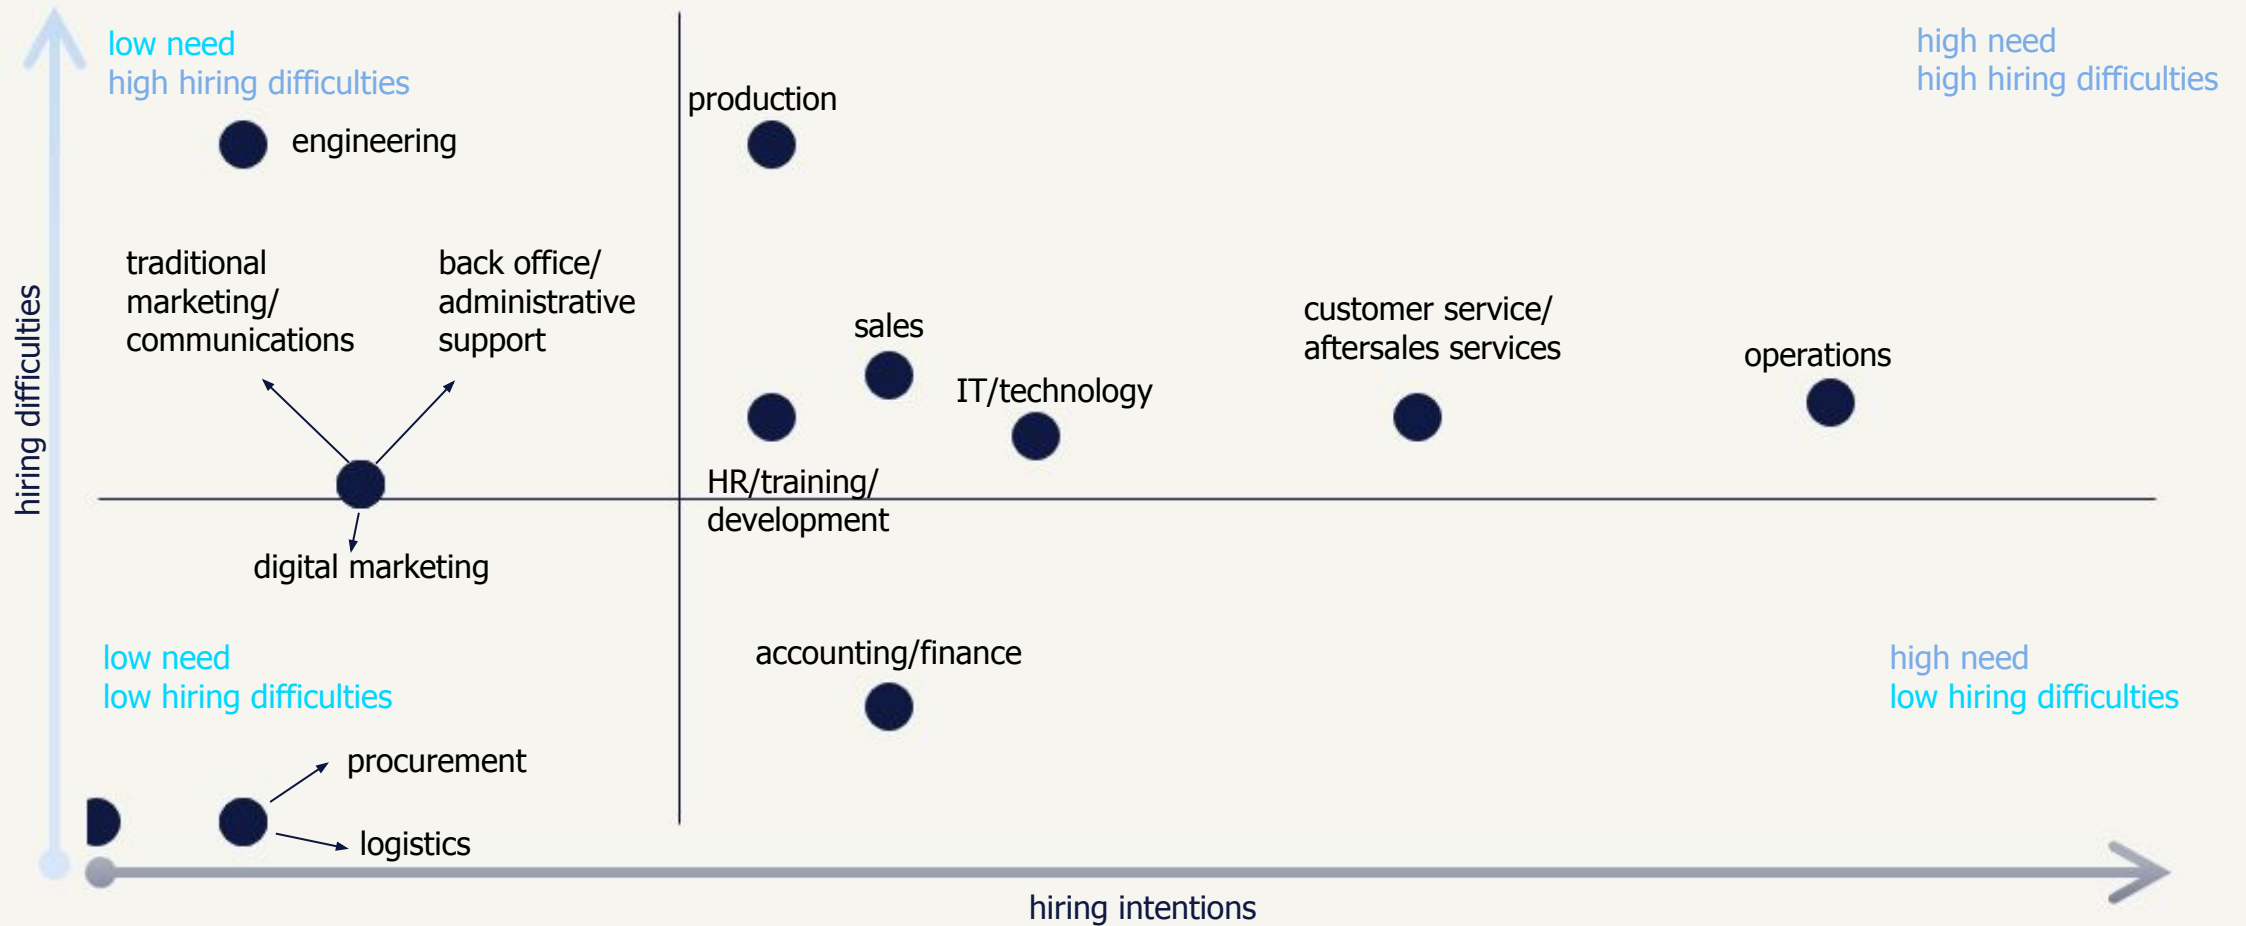 low need
high hiring difficulties
high need
high hiring difficulties
engineering
production
traditional
marketing/
communications
back office/
administrative
support
sales
IT/technology
customer service/
aftersales services
operations
hiring difficulties
HR/training/
development
digital marketing
accounting/finance
low need
low hiring difficulties
high need
low hiring difficulties
procurement
logistics
hiring intentions